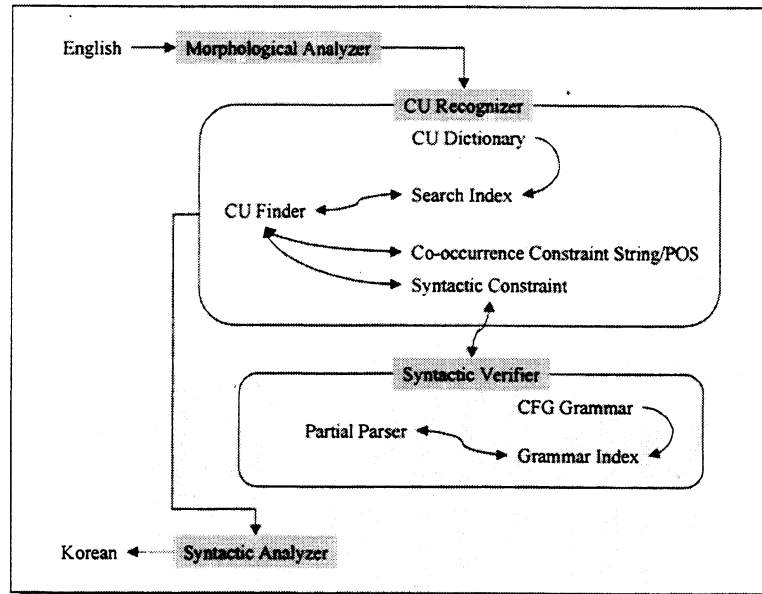 English
Morphological Analyzer
CU Recognizer
CU Dictionary
Search Index
CU Finder
Co-occurrence Constraint String/POS
Syntactic Constraint
Syntactic Verifier
CFG Grammar
Partial Parser
Grammar Index
Korean
Syntactic Analyzer